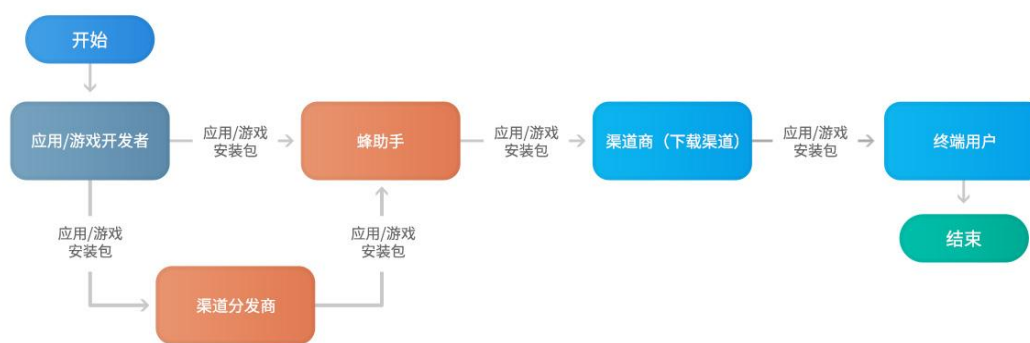 开始
应用/游戏开发者
应用/游戏
安装包
蜂助手
应用/游戏
安装包
渠道商（下载渠道）
应用/游戏
安装包
终端用户
应用/游戏
安装包
应用/游戏
安装包
结束
渠道分发商